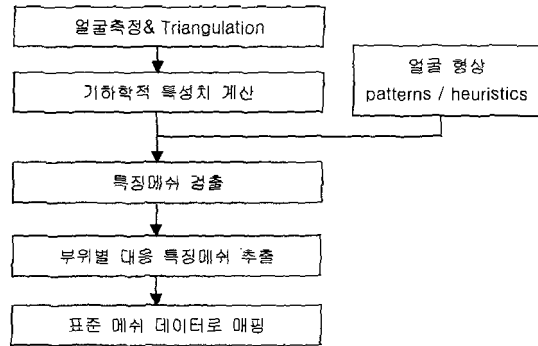 얼굴측정& Triangulation
기하학적 특성치 계산
얼굴 형상
patterns / heuristics
특징메쉬 검출
부위별 대응 특징메쉬 추출
표준 메쉬 데이터로 매핑